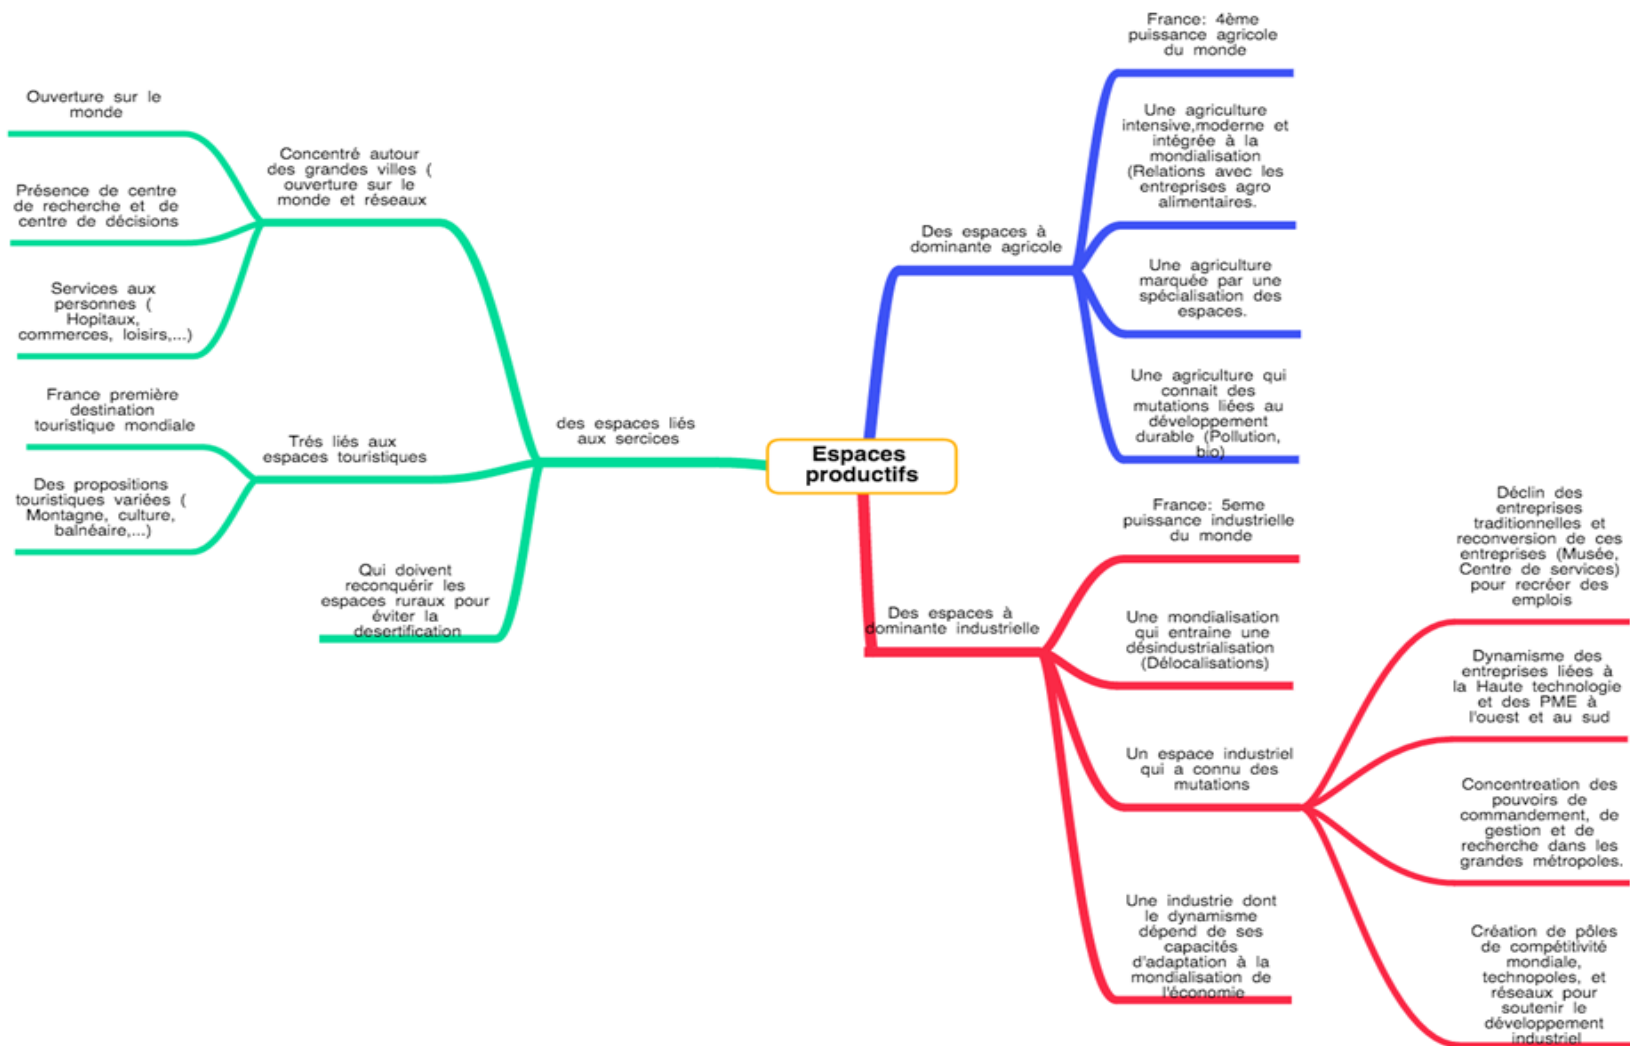 Espaces
productifs
des espaces liés
aux sercices
Concentré autour
des grandes villes (
ouverture sur le
monde et réseaux
Ouverture sur le
monde
Présence de centre
de recherche et de
centre de décisions
Services aux
personnes (
Hopitaux,
commerces, loisirs,...)
Trés liés aux
espaces touristiques
France première
destination
touristique mondiale
Des propositions
touristiques variées (
Montagne, culture,
balnéaire,...)
Qui doivent
reconquérir les
espaces ruraux pour
éviter la
desertification
Des espaces à
dominante agricole
France: 4ème
puissance agricole
du monde
Une agriculture
intensive,moderne et
intégrée à la
mondialisation
(Relations avec les
entreprises agro
alimentaires.
Une agriculture
marquée par une
spécialisation des
espaces.
Une agriculture qui
connait des
mutations liées au
développement
durable (Pollution,
bio)
Des espaces à
dominante industrielle
France: 5eme
puissance industrielle
du monde
Une mondialisation
qui entraine une
désindustrialisation
(Délocalisations)
Un espace industriel
qui a connu des
mutations
Déclin des
entreprises
traditionnelles et
reconversion de ces
entreprises (Musée,
Centre de services)
pour recréer des
emplois
Dynamisme des
entreprises liées à
la Haute technologie
et des PME à
l'ouest et au sud
Concentreation des
pouvoirs de
commandement, de
gestion et de
recherche dans les
grandes métropoles.
Création de pôles
de compétitivité
mondiale,
technopoles, et
réseaux pour
soutenir le
développement
industriel
Une industrie dont
le dynamisme
dépend de ses
capacités
d'adaptation à la
mondialisation de
l'économie